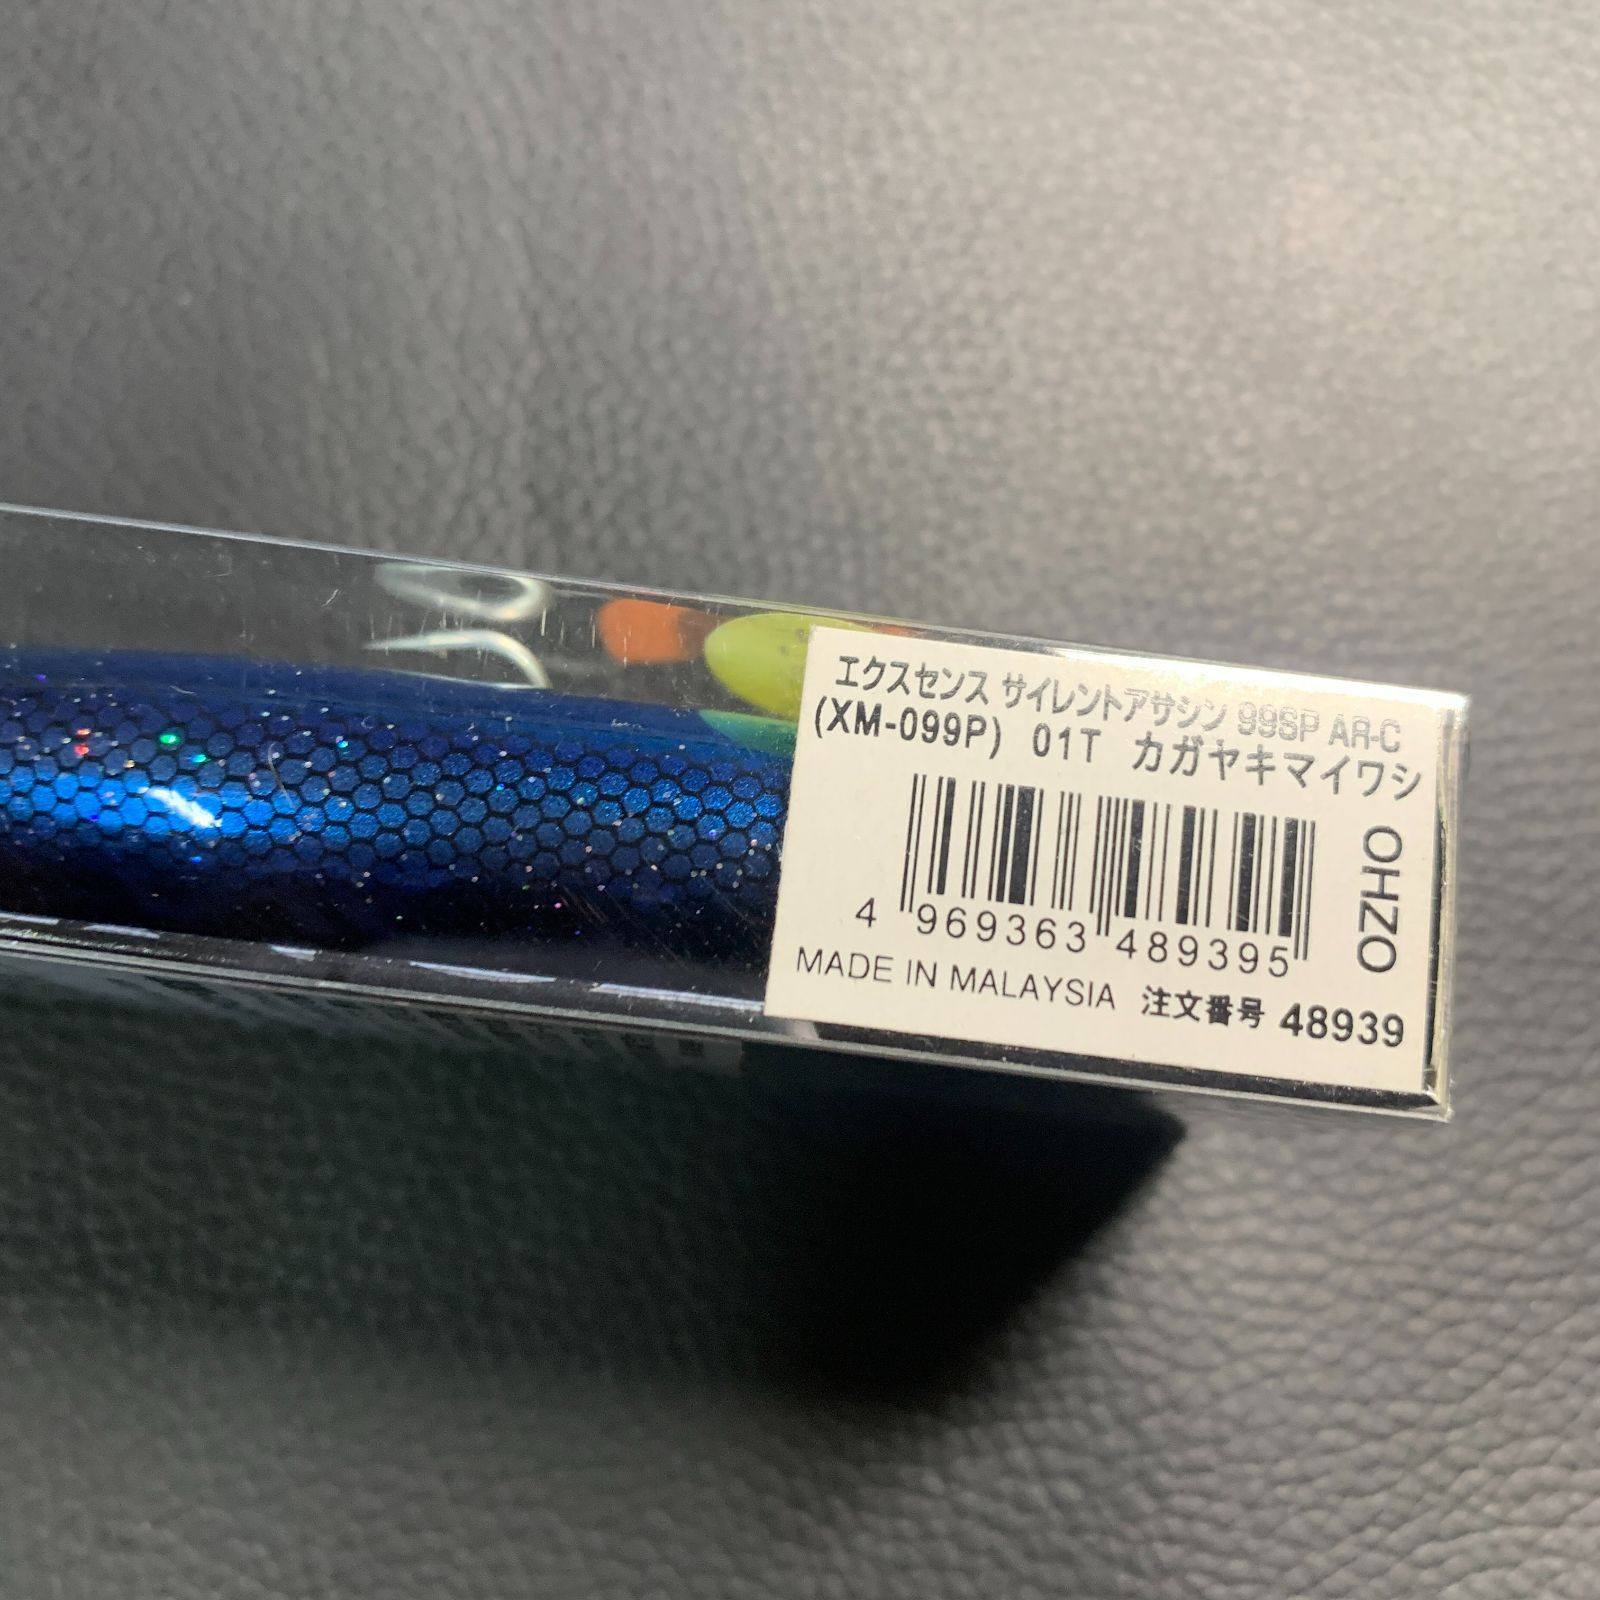 エクスセンス サイレントアサシン 99SP AR-C
(XM-099P) 01T カガヤキマイワシ
OHZO
4 969363 489395
MADE IN MALAYSIA 注文番号 48939